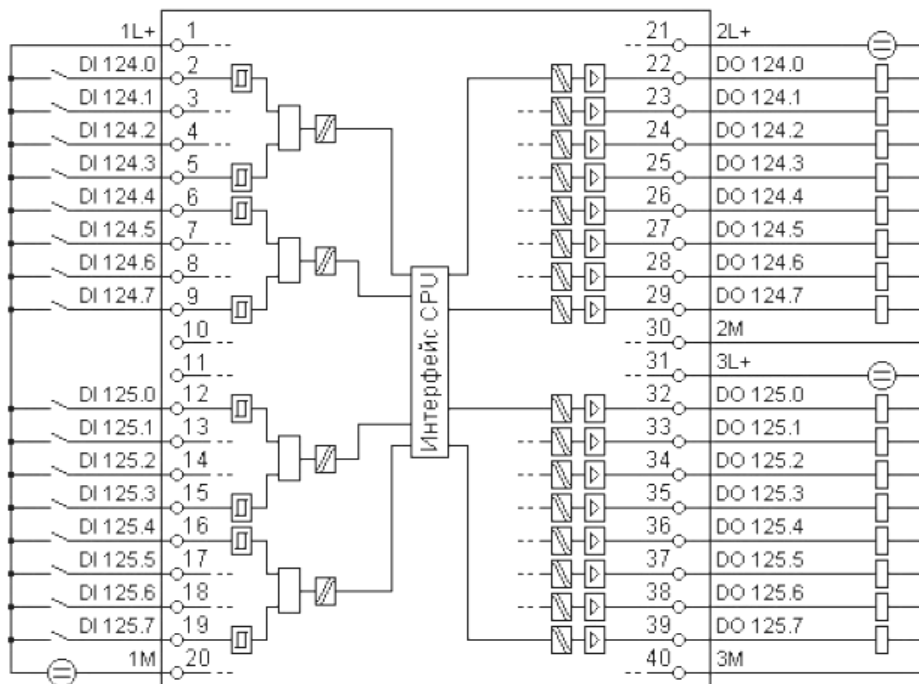 1L+ 1 21 2L+
DI 124.0 2 22 DO 124.0
DI 124.1 3 23 DO 124.1
DI 124.2 4 24 DO 124.2
DI 124.3 5 25 DO 124.3
DI 124.4 6 26 DO 124.4
DI 124.5 7 27 DO 124.5
DI 124.6 8 28 DO 124.6
DI 124.7 9 29 DO 124.7
10 30 2M
11 31 3L+
DI 125.0 12 32 DO 125.0
DI 125.1 13 33 DO 125.1
DI 125.2 14 34 DO 125.2
DI 125.3 15 35 DO 125.3
DI 125.4 16 36 DO 125.4
DI 125.5 17 37 DO 125.5
DI 125.6 18 38 DO 125.6
DI 125.7 19 39 DO 125.7
1M 20 40 3M
Интерфейс CPU